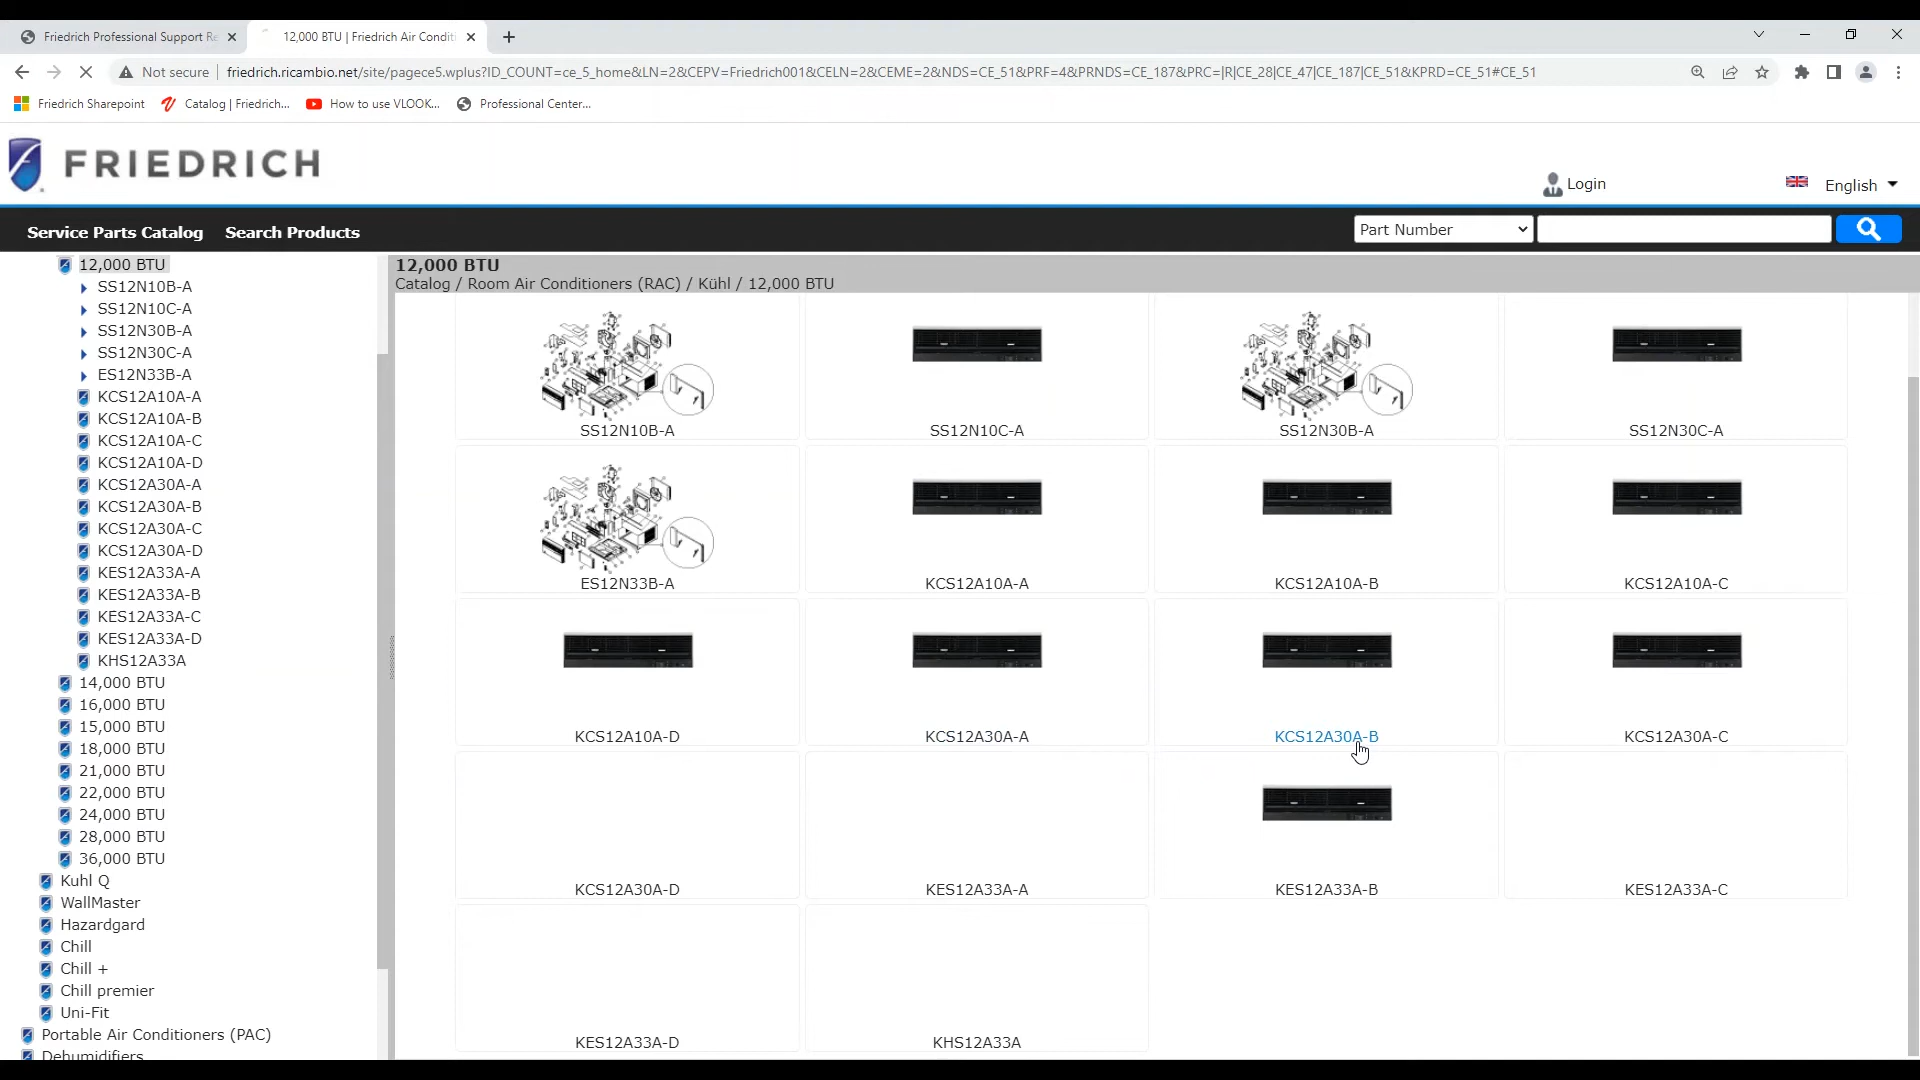 Friedrich Professional Support Re
12,000 BTU | Friedrich Air Conditi
Not secure
friedrich.ricambio.net/site/pagece5.wplus?ID_COUNT=ce_5_home&LN=2&CEPV=Friedrich001&CELN=2&CEME=2&NDS=CE_51&PRF=4&PRNDS=CE_187&PRC=|R|CE_28|CE_47|CE_187|CE_51&KPRD=CE_51#CE_51
Friedrich Sharepoint
Catalog | Friedrich...
How to use VLOOK...
Professional Center...
FRIEDRICH
Login
English
Service Parts Catalog
Search Products
Part Number
12,000 BTU
SS12N10B-A
SS12N10C-A
SS12N30B-A
SS12N30C-A
ES12N33B-A
KCS12A10A-A
KCS12A10A-B
KCS12A10A-C
KCS12A10A-D
KCS12A30A-A
KCS12A30A-B
KCS12A30A-C
KCS12A30A-D
KES12A33A-A
KES12A33A-B
KES12A33A-C
KES12A33A-D
KHS12A33A
14,000 BTU
16,000 BTU
15,000 BTU
18,000 BTU
21,000 BTU
22,000 BTU
24,000 BTU
28,000 BTU
36,000 BTU
Kuhl Q
WallMaster
Hazardgard
Chill
Chill +
Chill premier
Uni-Fit
Portable Air Conditioners (PAC)
Dehumidifiers
12,000 BTU
Catalog / Room Air Conditioners (RAC) / Kühl / 12,000 BTU
SS12N10B-A
SS12N10C-A
SS12N30B-A
SS12N30C-A
ES12N33B-A
KCS12A10A-A
KCS12A10A-B
KCS12A10A-C
KCS12A10A-D
KCS12A30A-A
KCS12A30A-B
KCS12A30A-C
KCS12A30A-D
KES12A33A-A
KES12A33A-B
KES12A33A-C
KES12A33A-D
KHS12A33A